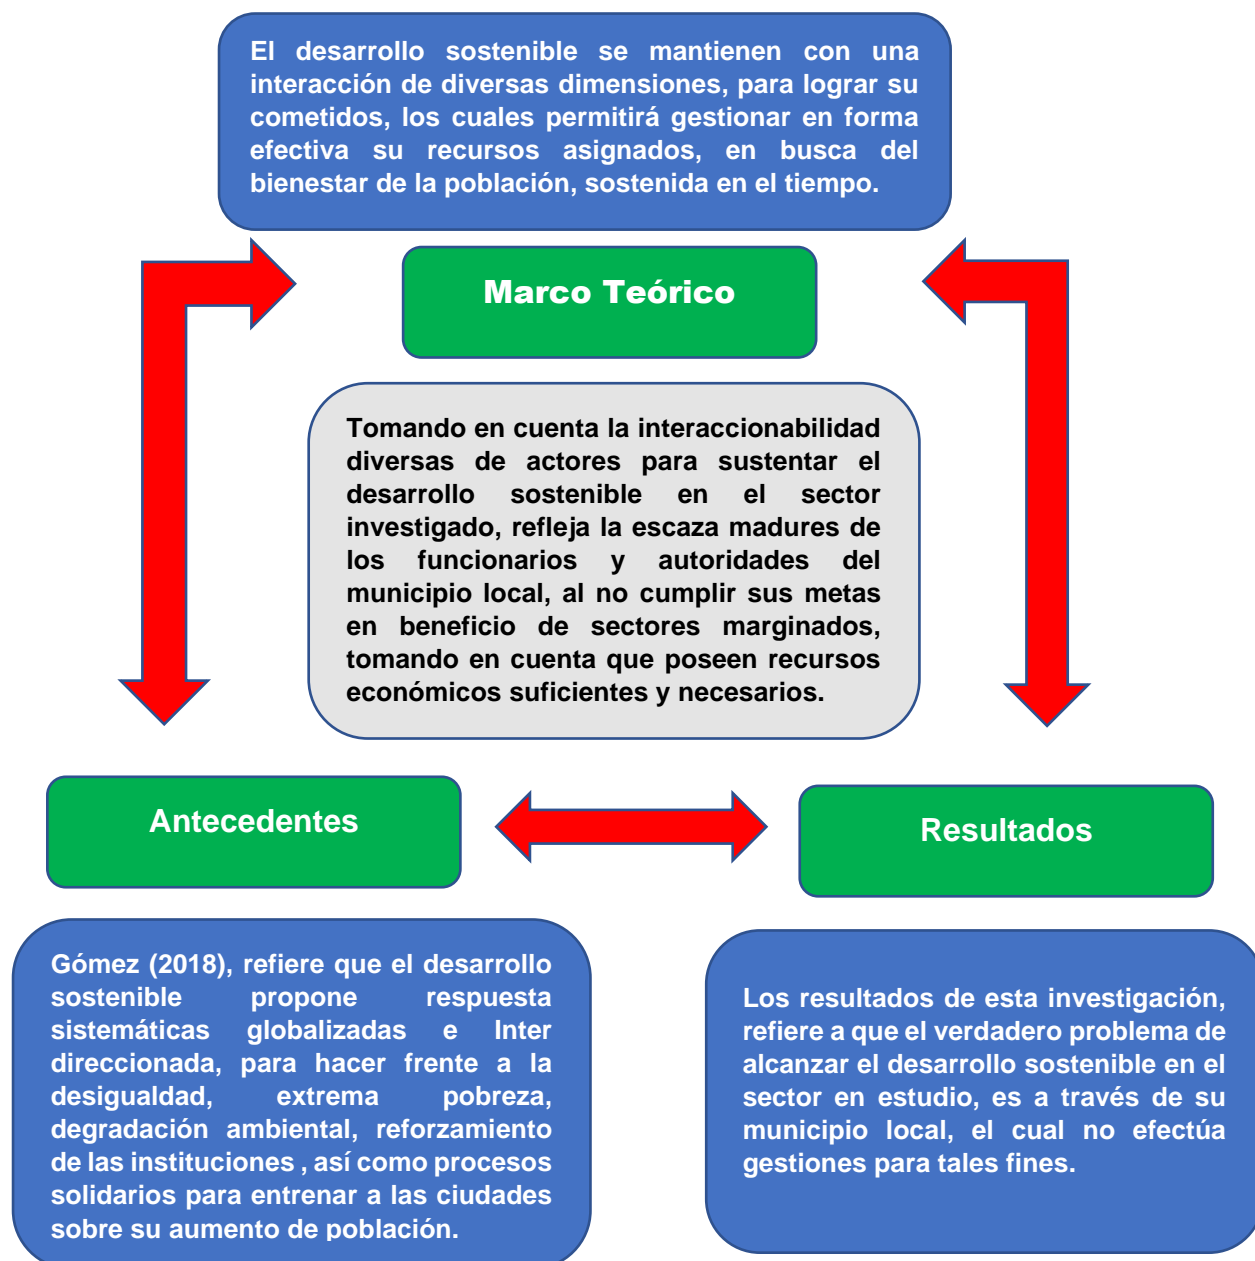 El desarrollo sostenible se mantienen con una
interacción de diversas dimensiones, para lograr su
cometidos, los cuales permitirá gestionar en forma
efectiva su recursos asignados, en busca del
bienestar de la población, sostenida en el tiempo.
Marco Teórico
Tomando en cuenta la interaccionabilidad
diversas de actores para sustentar el
desarrollo sostenible en el sector
investigado, refleja la escaza madures de
los funcionarios y autoridades del
municipio local, al no cumplir sus metas
en beneficio de sectores marginados,
tomando en cuenta que poseen recursos
económicos suficientes y necesarios.
Antecedentes
Resultados
Gómez (2018), refiere que el desarrollo
sostenible propone respuesta
sistemáticas globalizadas e Inter
direccionada, para hacer frente a la
desigualdad, extrema pobreza,
degradación ambiental, reforzamiento
de las instituciones , así como procesos
solidarios para entrenar a las ciudades
sobre su aumento de población.
Los resultados de esta investigación,
refiere a que el verdadero problema de
alcanzar el desarrollo sostenible en el
sector en estudio, es a través de su
municipio local, el cual no efectúa
gestiones para tales fines.